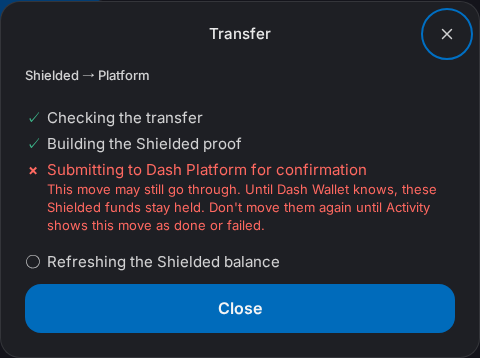 Transfer
Shielded → Platform
✓ Checking the transfer
✓ Building the Shielded proof
× Submitting to Dash Platform for confirmation
This move may still go through. Until Dash Wallet knows, these
Shielded funds stay held. Don't move them again until Activity
shows this move as done or failed.
Refreshing the Shielded balance
Close